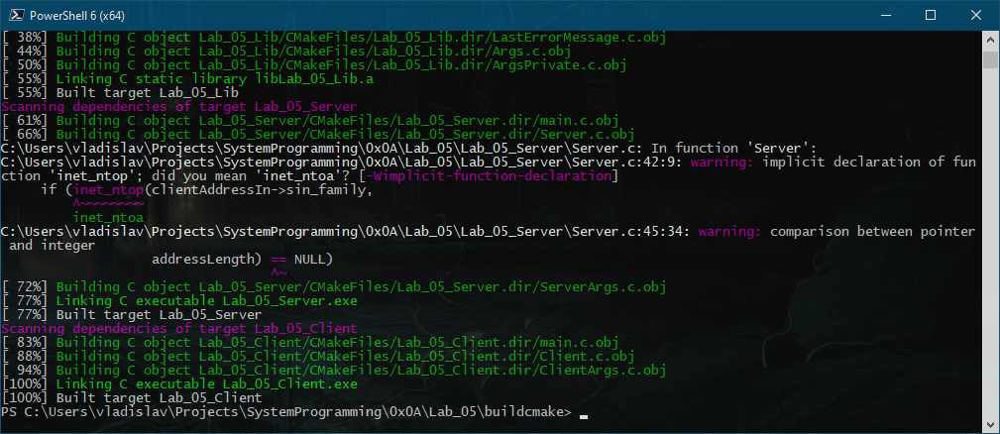 PowerShell 6 (x64)
[ 38%] Building C object Lab_05_Lib/CMakeFiles/Lab_05_Lib.dir/LastErrorMessage.c.obj
[ 44%] Building C object Lab_05_Lib/CMakeFiles/Lab_05_Lib.dir/Args.c.obj
[ 50%] Building C object Lab_05_Lib/CMakeFiles/Lab_05_Lib.dir/ArgsPrivate.c.obj
[ 55%] Linking C static library libLab_05_Lib.a
[ 55%] Built target Lab_05_Lib
Scanning dependencies of target Lab_05_Server
[ 61%] Building C object Lab_05_Server/CMakeFiles/Lab_05_Server.dir/main.c.obj
[ 66%] Building C object Lab_05_Server/CMakeFiles/Lab_05_Server.dir/Server.c.obj
C:\Users\vladislav\Projects\SystemProgramming\0x0A\Lab_05\Lab_05_Server\Server.c: In function 'Server':
C:\Users\vladislav\Projects\SystemProgramming\0x0A\Lab_05\Lab_05_Server\Server.c:42:9: warning: implicit declaration of fun
ction 'inet_ntop'; did you mean 'inet_ntoa'? [-Wimplicit-function-declaration]
     if (inet_ntop(clientAddressIn->sin_family,
         ^~~~~~~~~
         inet_ntoa
C:\Users\vladislav\Projects\SystemProgramming\0x0A\Lab_05\Lab_05_Server\Server.c:45:34: warning: comparison between pointer
 and integer
                   addressLength) == NULL)
                                  ^~
[ 72%] Building C object Lab_05_Server/CMakeFiles/Lab_05_Server.dir/ServerArgs.c.obj
[ 77%] Linking C executable Lab_05_Server.exe
[ 77%] Built target Lab_05_Server
Scanning dependencies of target Lab_05_Client
[ 83%] Building C object Lab_05_Client/CMakeFiles/Lab_05_Client.dir/main.c.obj
[ 88%] Building C object Lab_05_Client/CMakeFiles/Lab_05_Client.dir/Client.c.obj
[ 94%] Building C object Lab_05_Client/CMakeFiles/Lab_05_Client.dir/ClientArgs.c.obj
[100%] Linking C executable Lab_05_Client.exe
[100%] Built target Lab_05_Client
PS C:\Users\vladislav\Projects\SystemProgramming\0x0A\Lab_05\buildcmake> _